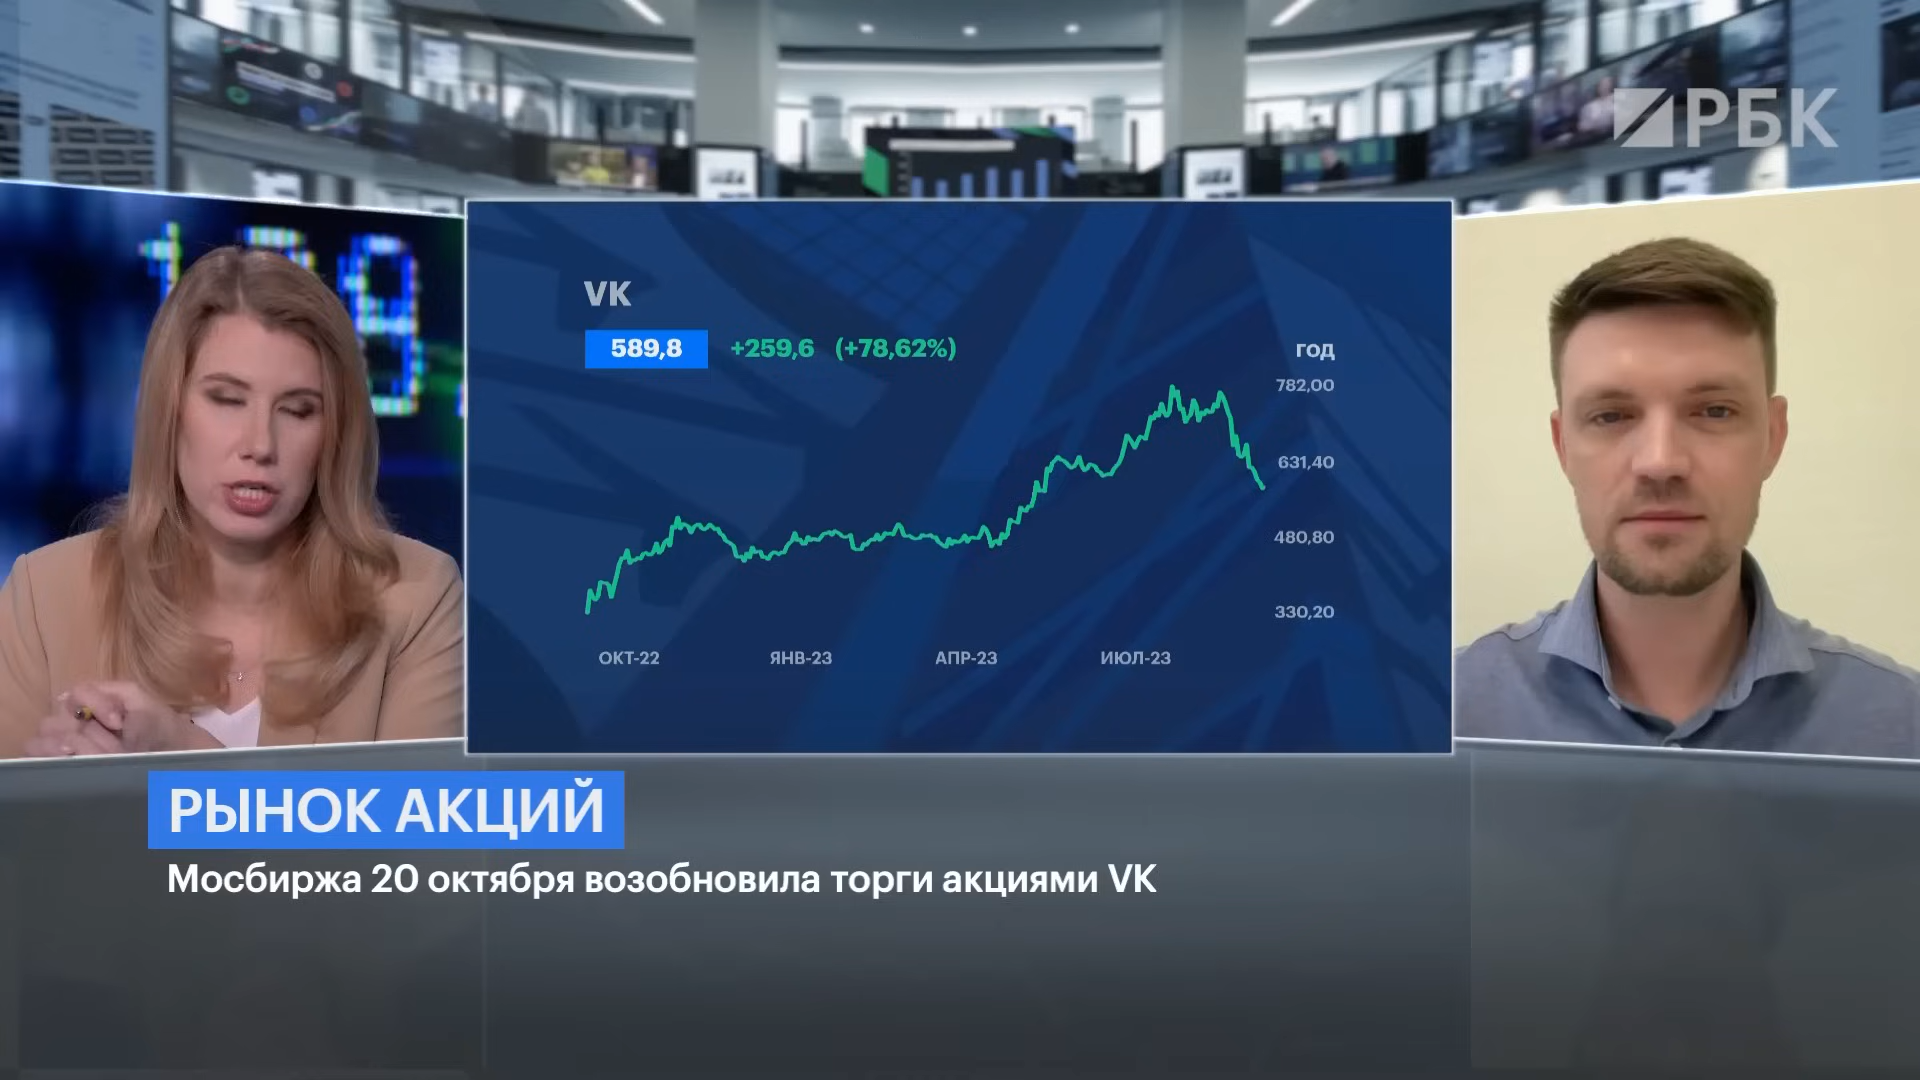 РБК
VK
589,8 +259,6 (+78,62%)
ГОД
782,00
631,40
480,80
330,20
ОКТ-22 ЯНВ-23 АПР-23 ИЮЛ-23
РЫНОК АКЦИЙ
Мосбиржа 20 октября возобновила торги акциями VK